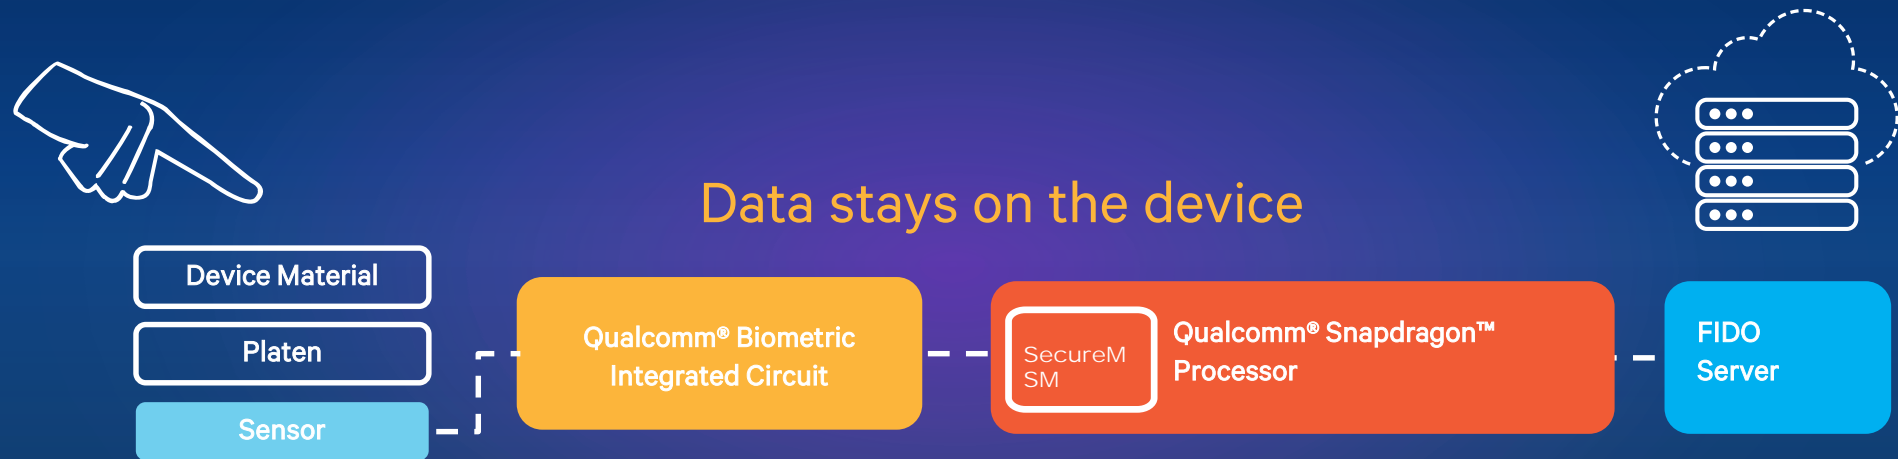 Data stays on the device
Device Material
Platen
Sensor
Qualcomm® Biometric
Integrated Circuit
SecureM
SM
Qualcomm® Snapdragon™
Processor
FIDO
Server